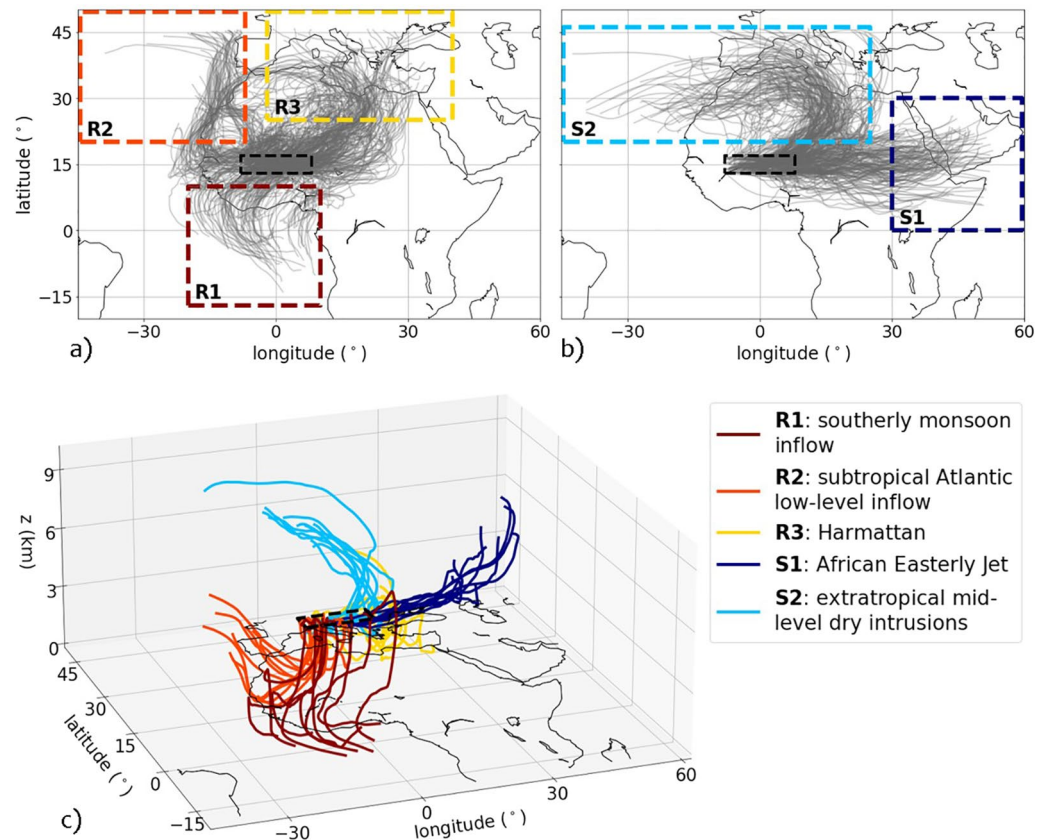 45
30
15
0
−15
latitude (°)
R2
R3
R1
−30
0
30
60
longitude (°)
a)
S2
S1
−30
0
30
60
longitude (°)
b)
9
6
3
0
z (km)
45
30
15
0
−15
latitude (°)
−30
0
30
60
longitude (°)
c)
R1: southerly monsoon
inflow
R2: subtropical Atlantic
low-level inflow
R3: Harmattan
S1: African Easterly Jet
S2: extratropical mid-
level dry intrusions